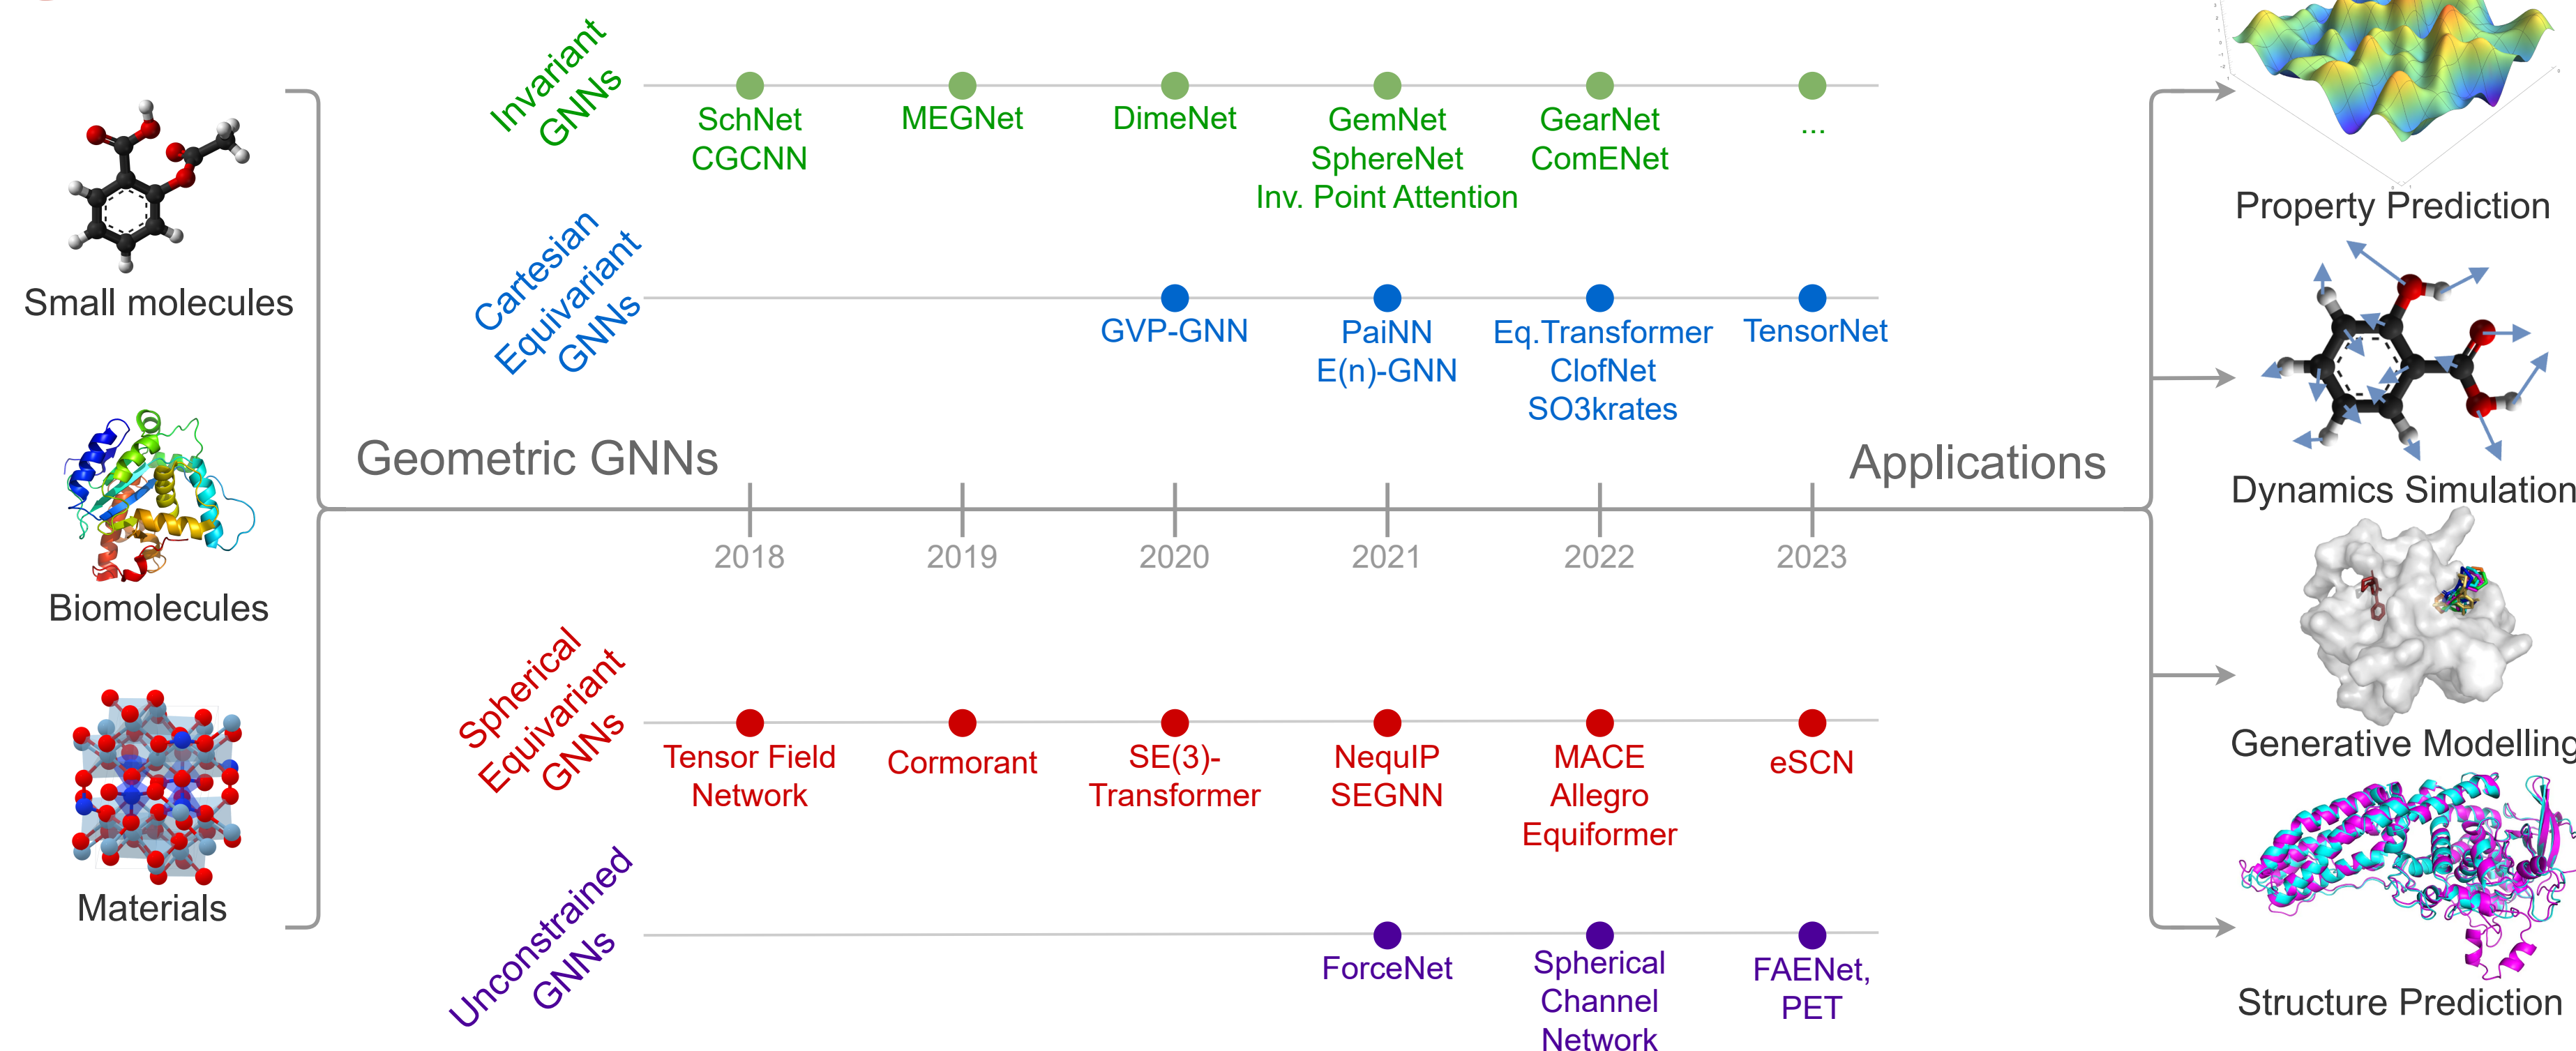 Small molecules
Biomolecules
Materials
Geometric GNNs
Invariant
GNNs
SchNet
CGCNN
MEGNet
DimeNet
GemNet
SphereNet
Inv. Point Attention
GearNet
ComENet
...
Cartesian
Equivariant
GNNs
GVP-GNN
PaiNN
E(n)-GNN
Eq.Transformer
ClofNet
SO3krates
TensorNet
2018
2019
2020
2021
2022
2023
Spherical
Equivariant
GNNs
Tensor Field
Network
Cormorant
SE(3)-
Transformer
NequIP
SEGNN
MACE
Allegro
Equiformer
eSCN
Unconstrained
GNNs
ForceNet
Spherical
Channel
Network
FAENet,
PET
Applications
Property Prediction
Dynamics Simulation
Generative Modelling
Structure Prediction